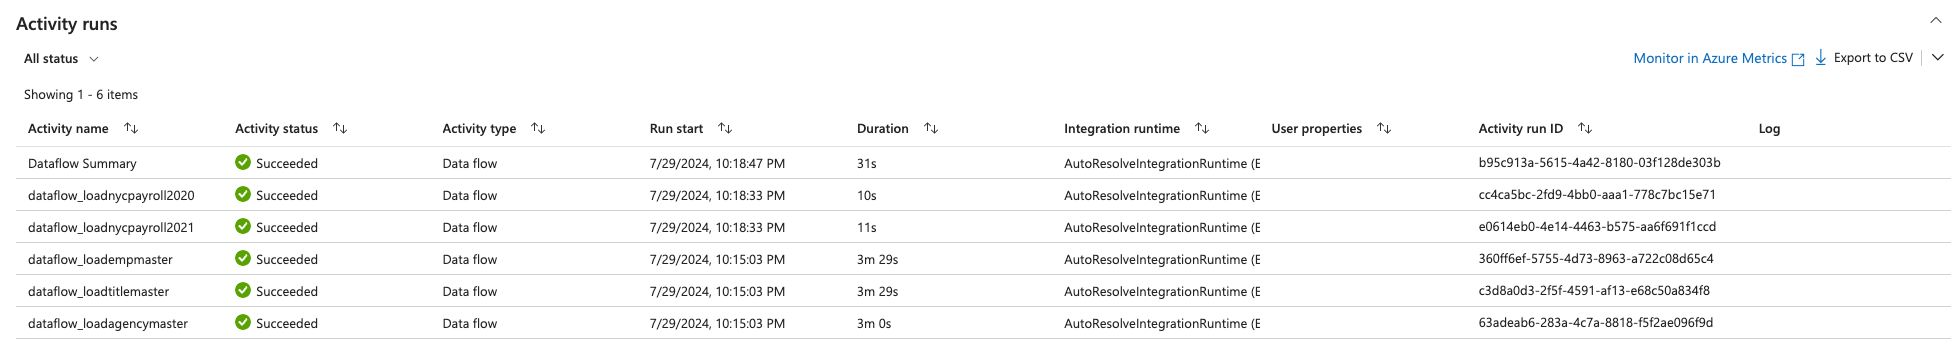 Activity runs
All status
Monitor in Azure Metrics Export to CSV
Showing 1 - 6 items
Activity name Activity status Activity type Run start Duration Integration runtime User properties Activity run ID Log
Dataflow Summary Succeeded Data flow 7/29/2024, 10:18:47 PM 31s AutoResolveIntegrationRuntime (E b95c913a-5615-4a42-8180-03f128de303b
dataflow_loadnycpayroll2020 Succeeded Data flow 7/29/2024, 10:18:33 PM 10s AutoResolveIntegrationRuntime (E cc4ca5bc-2fd9-4bb0-aaa1-778c7bc15e71
dataflow_loadnycpayroll2021 Succeeded Data flow 7/29/2024, 10:18:33 PM 11s AutoResolveIntegrationRuntime (E e0614eb0-4e14-4463-b575-aa6f691f1ccd
dataflow_loadempmaster Succeeded Data flow 7/29/2024, 10:15:03 PM 3m 29s AutoResolveIntegrationRuntime (E 360ff6ef-5755-4d73-8963-a722c08d65c4
dataflow_loadtitlemaster Succeeded Data flow 7/29/2024, 10:15:03 PM 3m 29s AutoResolveIntegrationRuntime (E c3d8a0d3-2f5f-4591-af13-e68c50a834f8
dataflow_loadagencymaster Succeeded Data flow 7/29/2024, 10:15:03 PM 3m 0s AutoResolveIntegrationRuntime (E 63adeab6-283a-4c7a-8818-f5f2ae096f9d